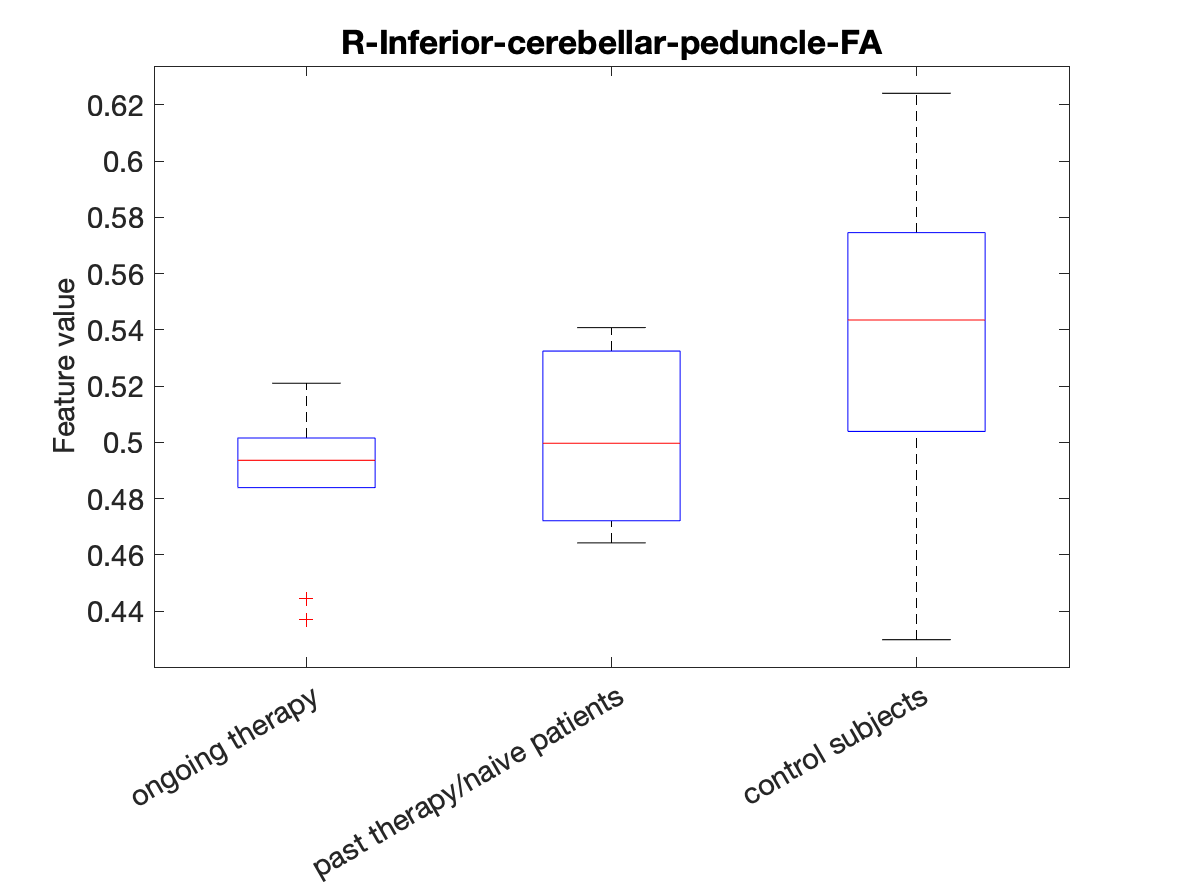 R-Inferior-cerebellar-peduncle-FA
Feature value
0.62
0.6
0.58
0.56
0.54
0.52
0.5
0.48
0.46
0.44
ongoing therapy
past therapy/naive patients
control subjects